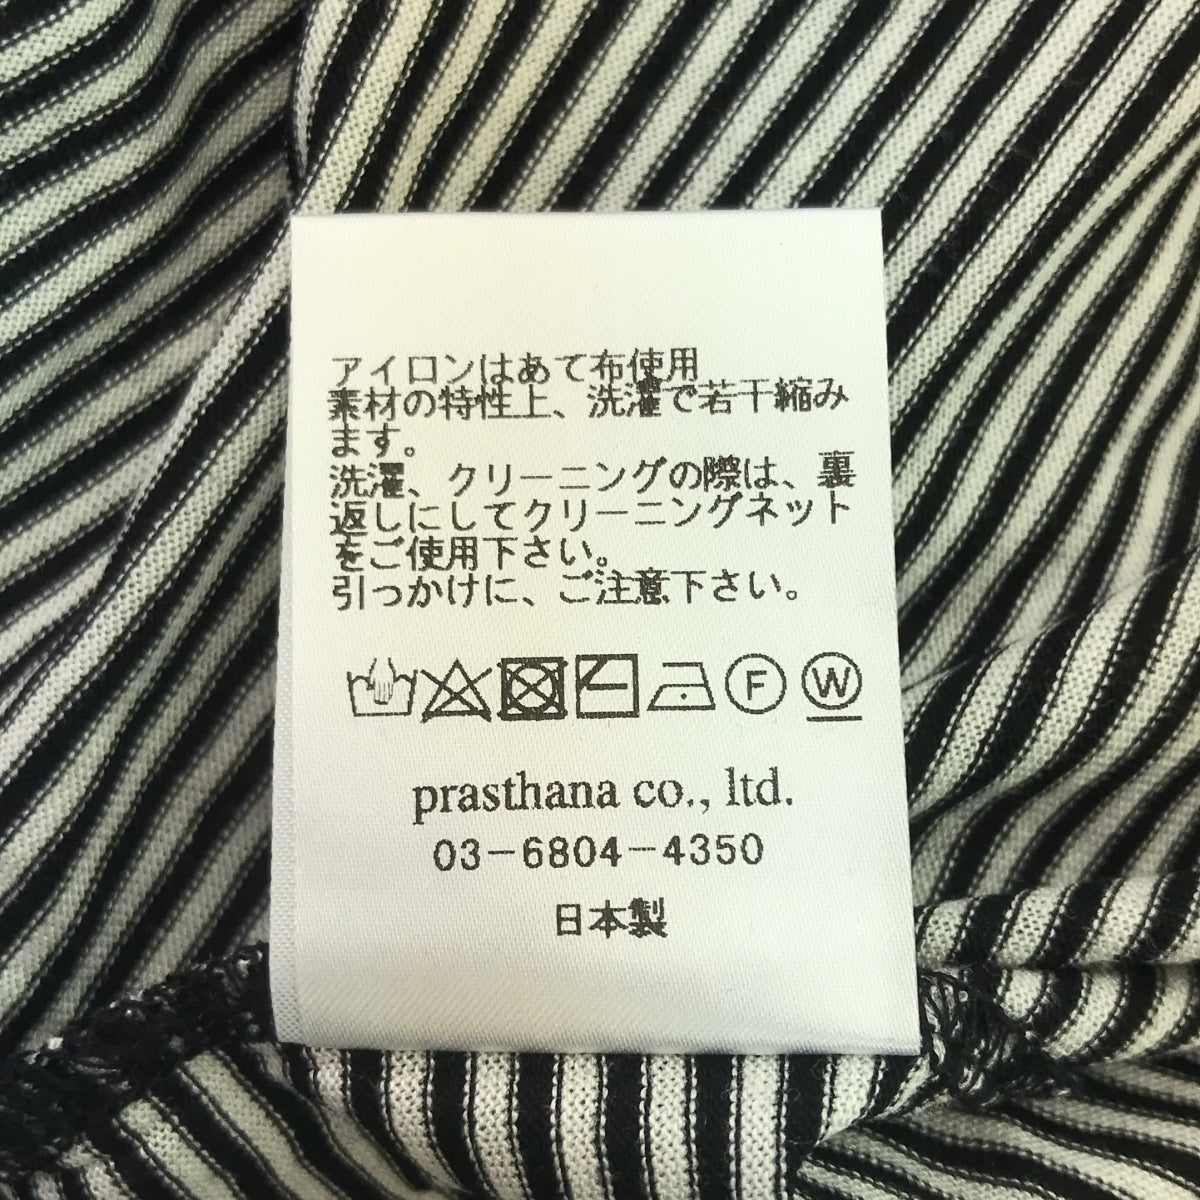 アイロンはあて布使用
素材の特性上、洗濯で若干縮み
ます。
洗濯、クリーニングの際は、裏
返しにしてクリーニングネット
をご使用下さい。
引っかけに、ご注意下さい。
F W
prasthana co., ltd.
03-6804-4350
日本製